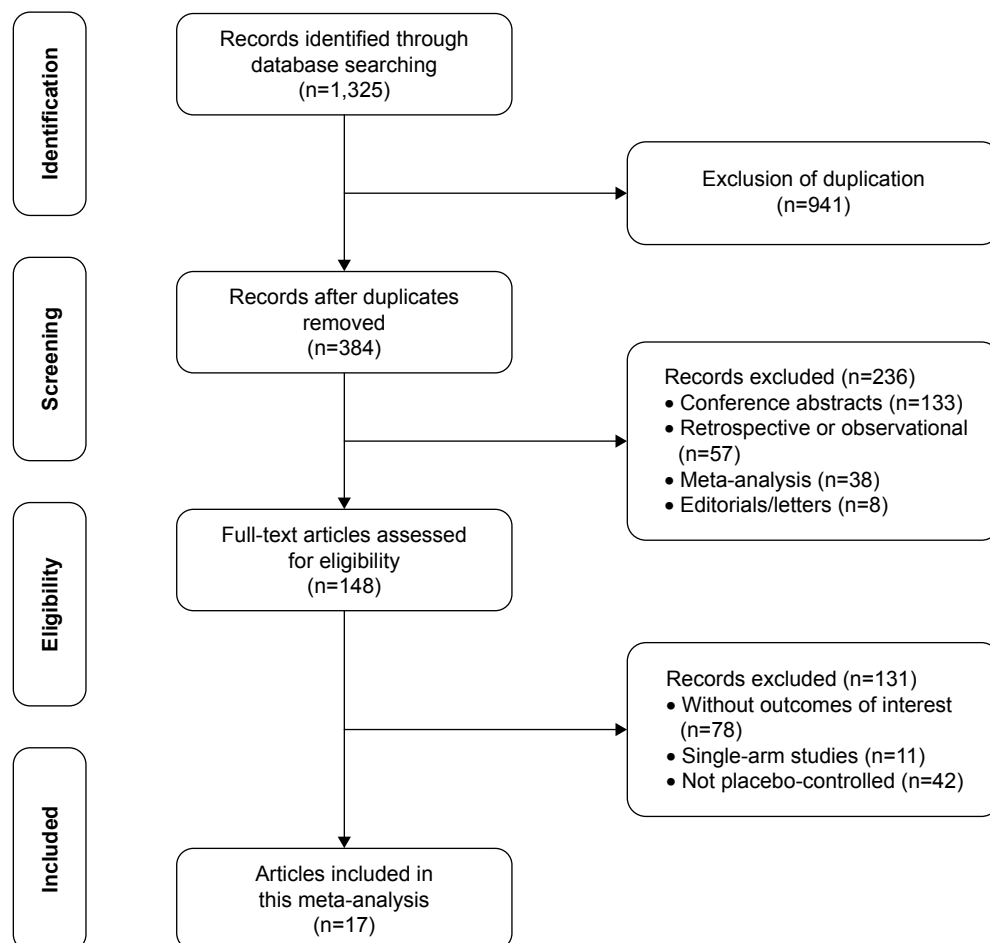 Identification
Records identified through
database searching
(n=1,325)
Exclusion of duplication
(n=941)
Screening
Records after duplicates
removed
(n=384)
Records excluded (n=236)
• Conference abstracts (n=133)
• Retrospective or observational
(n=57)
• Meta-analysis (n=38)
• Editorials/letters (n=8)
Eligibility
Full-text articles assessed
for eligibility
(n=148)
Records excluded (n=131)
• Without outcomes of interest
(n=78)
• Single-arm studies (n=11)
• Not placebo-controlled (n=42)
Included
Articles included in
this meta-analysis
(n=17)